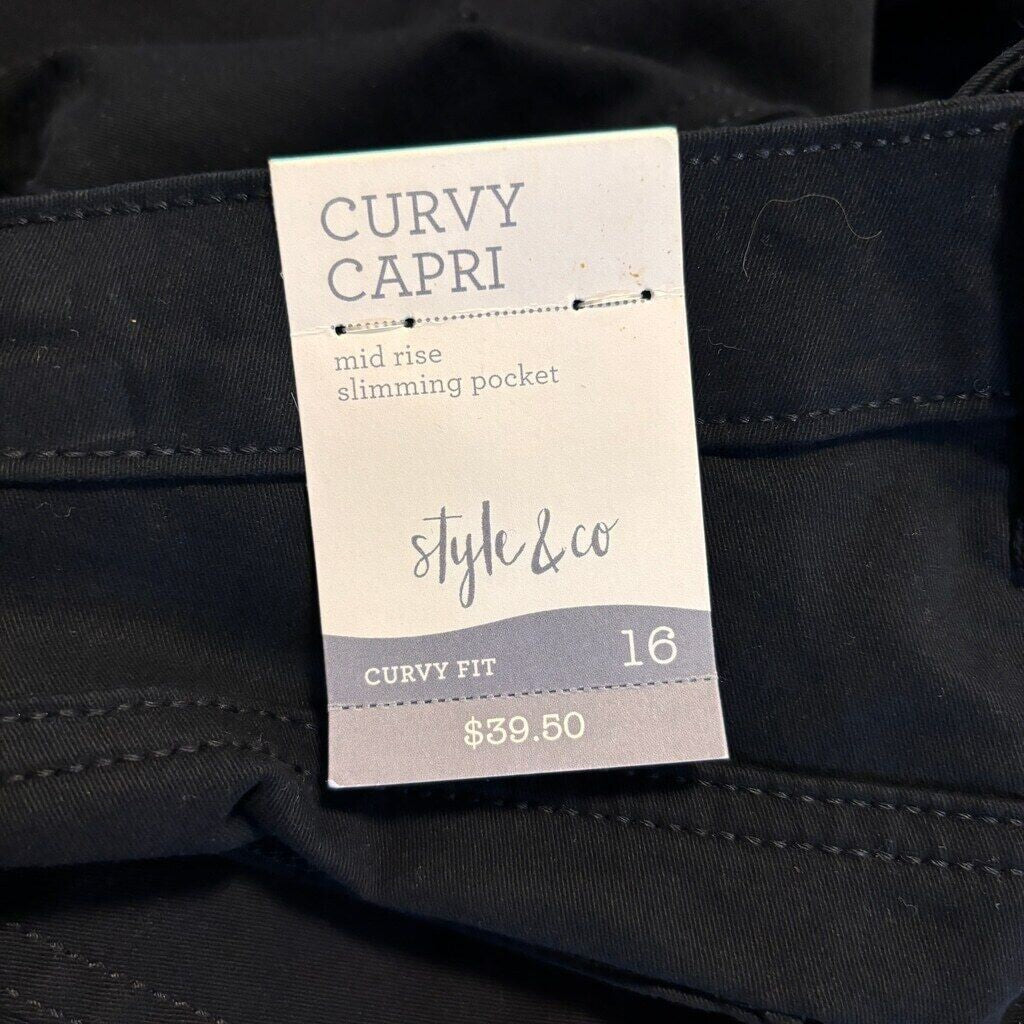 CURVY
CAPRI
mid rise
slimming pocket
style & co
CURVY FIT 16
$39.50